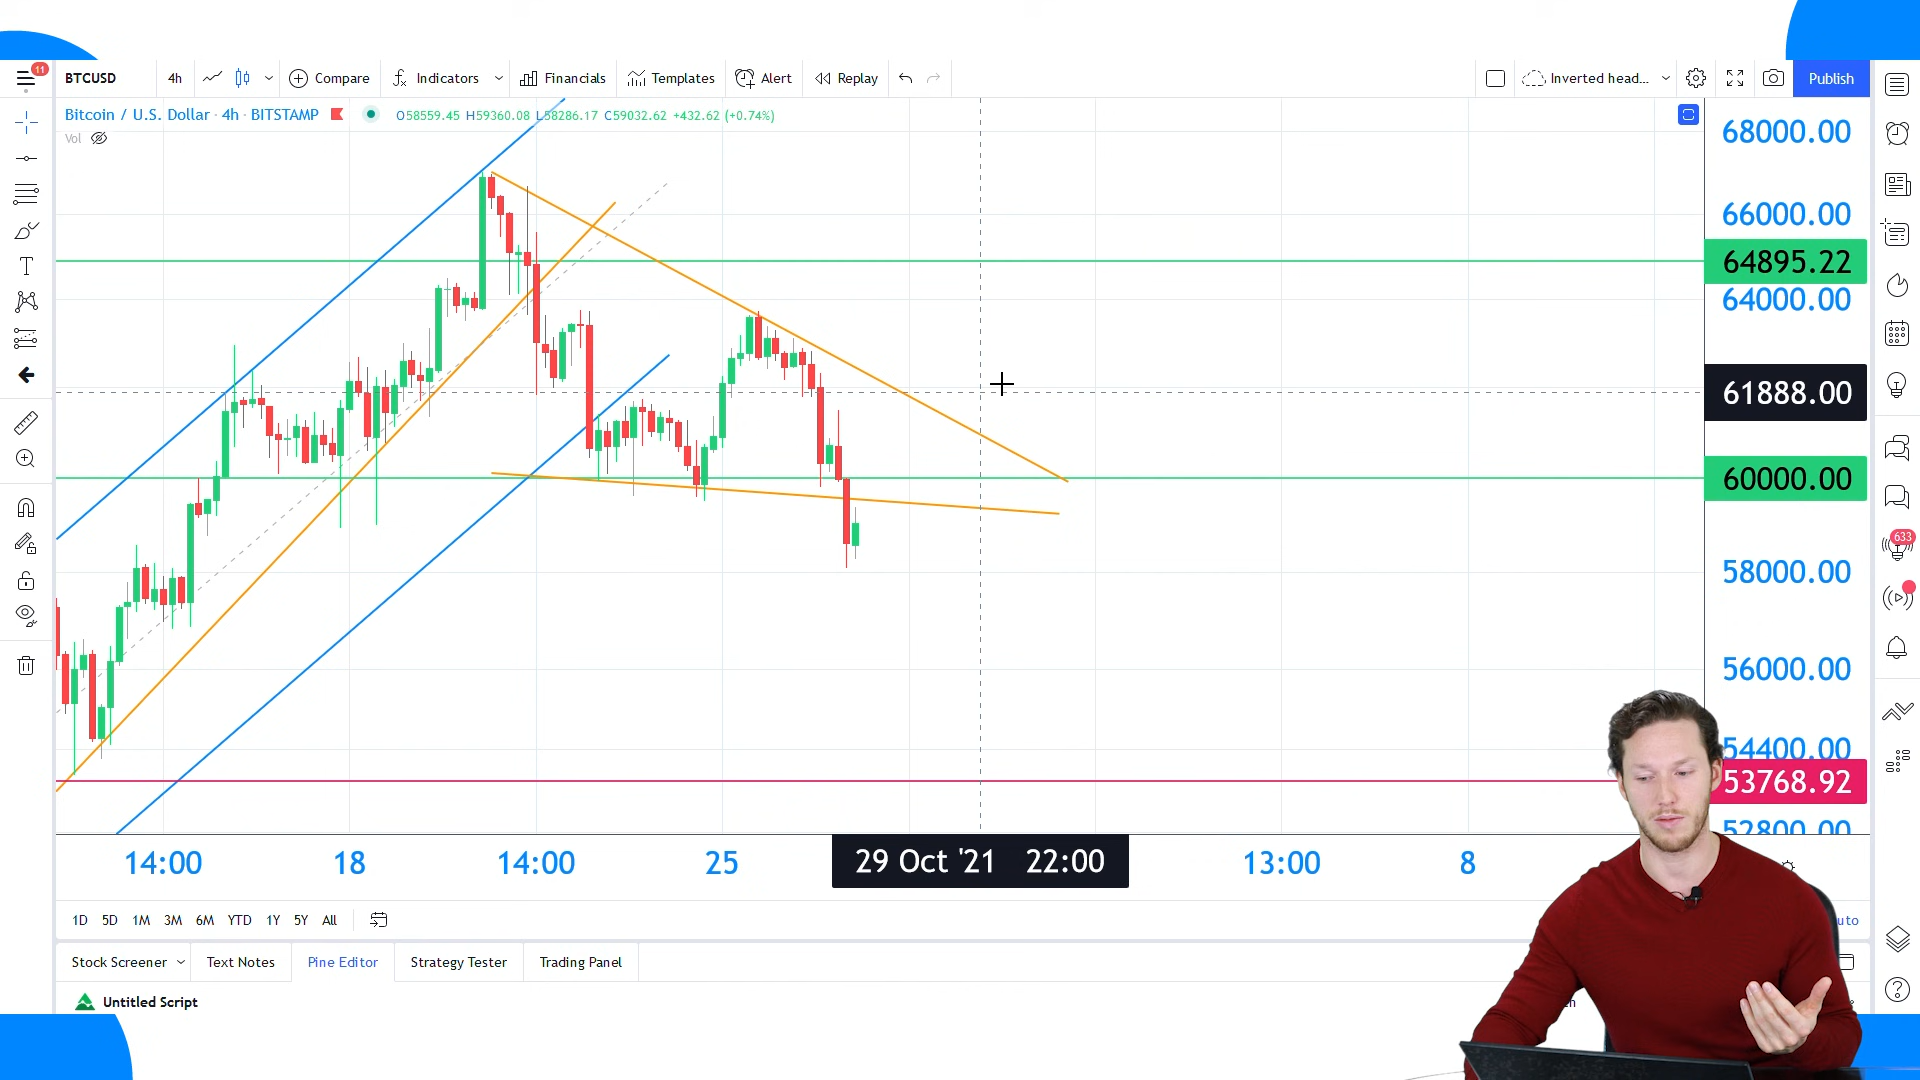 11
BTCUSD 4h Compare Indicators Financials Templates Alert Replay Inverted head... Publish
Bitcoin / U.S. Dollar · 4h · BITSTAMP O58559.45 H59360.08 L58286.17 C59032.62 +432.62 (+0.74%)
Vol
68000.00
66000.00
64895.22
64000.00
61888.00
60000.00
633
58000.00
56000.00
54400.00
53768.92
52800.00
14:00 18 14:00 25 29 Oct '21 22:00 13:00 8
1D 5D 1M 3M 6M YTD 1Y 5Y All
Stock Screener Text Notes Pine Editor Strategy Tester Trading Panel
Untitled Script